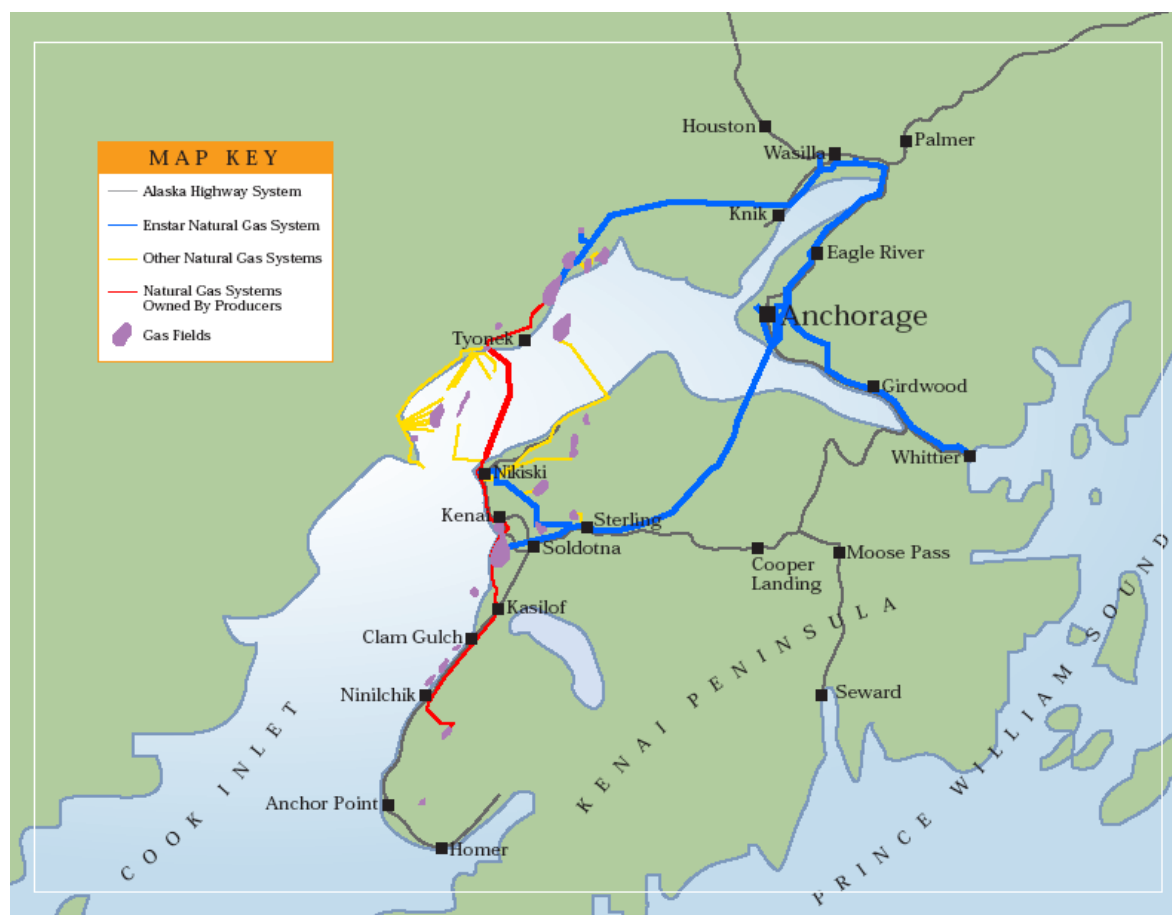 MAP KEY
Alaska Highway System
Enstar Natural Gas System
Other Natural Gas Systems
Natural Gas Systems
Owned By Producers
Gas Fields
Houston
Palmer
Wasilla
Knik
Eagle River
Anchorage
Tyonek
Girdwood
Whittier
Nikiski
Kenai
Sterling
Soldotna
Cooper
Landing
Moose Pass
Kasilof
Clam Gulch
Ninilchik
Seward
Anchor Point
Homer
COOK INLET
KENAI PENINSULA
PRINCE WILLIAM SOUND